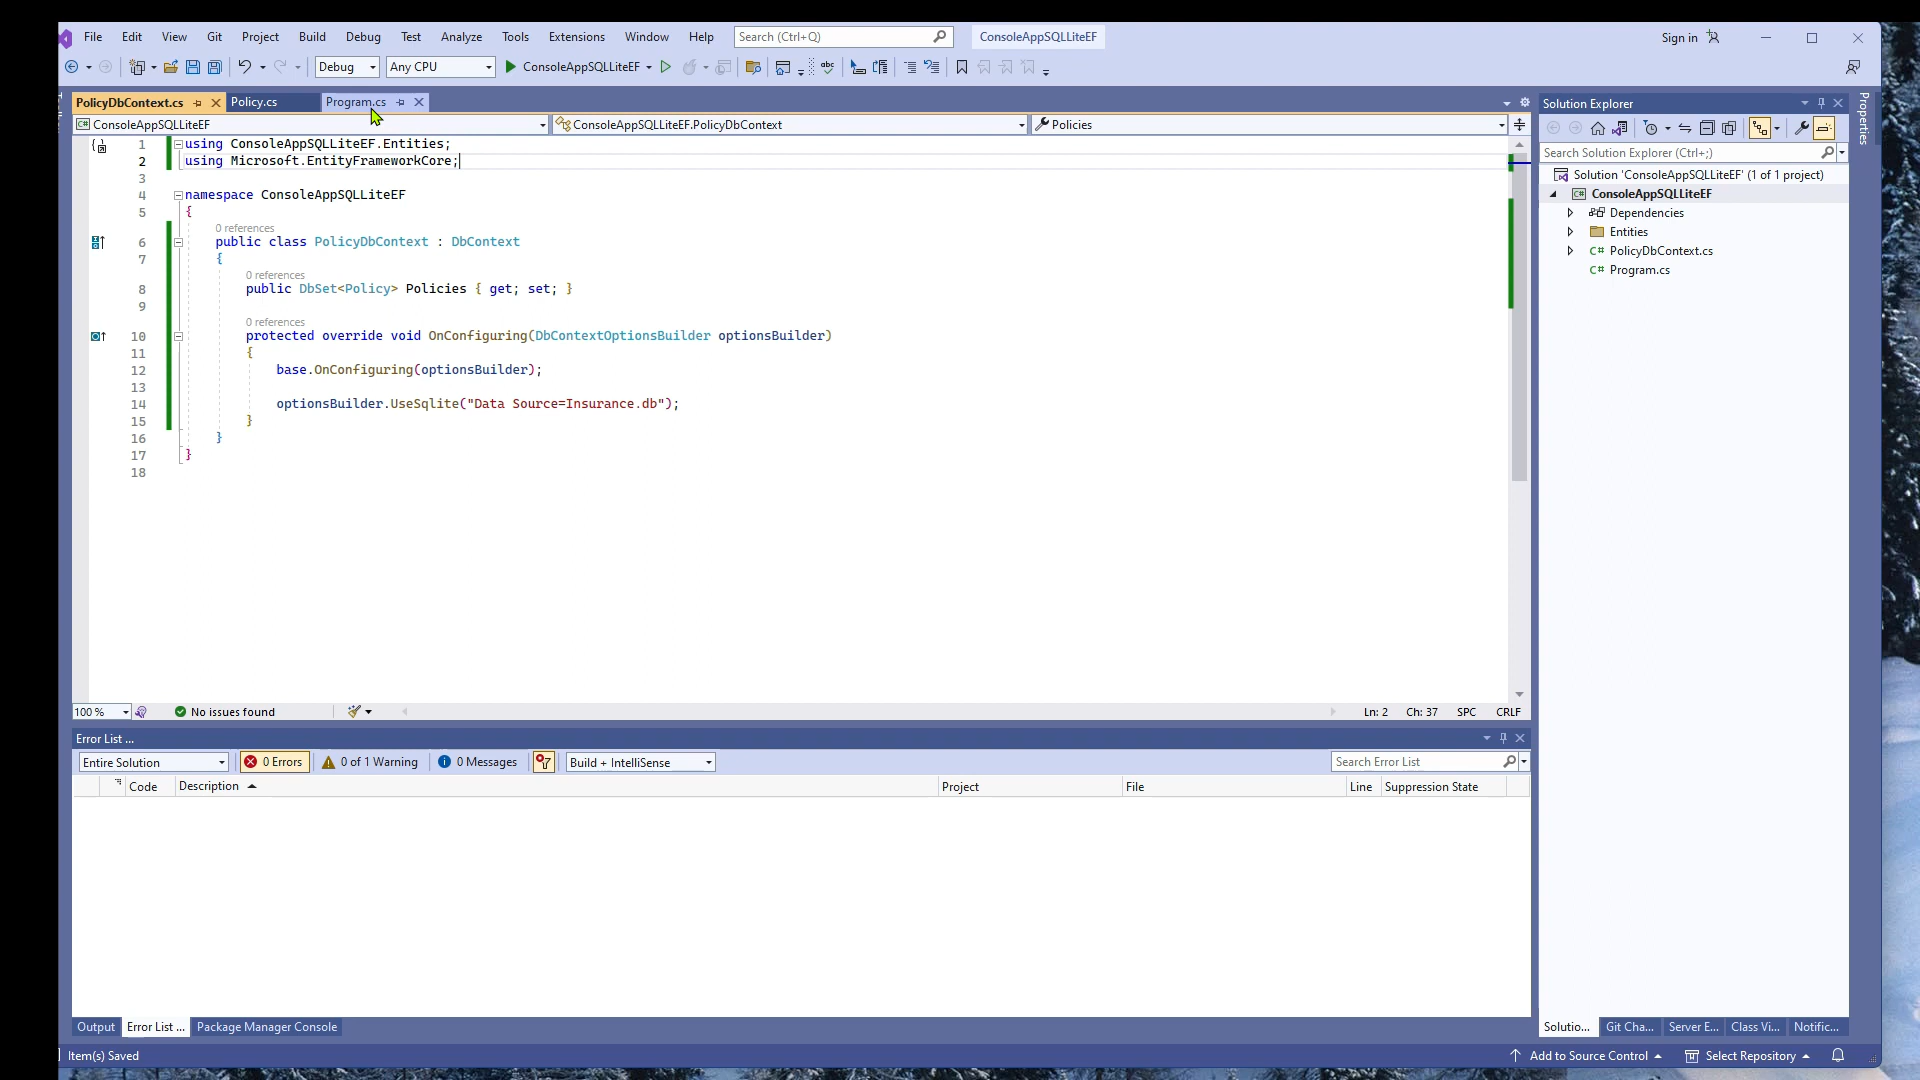 File Edit View Git Project Build Debug Test Analyze Tools Extensions Window Help Search (Ctrl+Q) ConsoleAppSQLLiteEF Sign in
Debug Any CPU ConsoleAppSQLLiteEF
PolicyDbContext.cs Policy.cs Program.cs
ConsoleAppSQLLiteEF ConsoleAppSQLLiteEF.PolicyDbContext Policies
1 using ConsoleAppSQLLiteEF.Entities;
2 using Microsoft.EntityFrameworkCore;
3
4 namespace ConsoleAppSQLLiteEF
5 {
0 references
6 public class PolicyDbContext : DbContext
7 {
0 references
8 public DbSet<Policy> Policies { get; set; }
9
0 references
10 protected override void OnConfiguring(DbContextOptionsBuilder optionsBuilder)
11 {
12 base.OnConfiguring(optionsBuilder);
13
14 optionsBuilder.UseSqlite("Data Source=Insurance.db");
15 }
16 }
17 }
18
100 % No issues found Ln: 2 Ch: 37 SPC CRLF
Error List ...
Entire Solution 0 Errors 0 of 1 Warning 0 Messages Build + IntelliSense Search Error List
Code Description Project File Line Suppression State
Output Error List ... Package Manager Console
Solution Explorer
Search Solution Explorer (Ctrl+;)
Solution 'ConsoleAppSQLLiteEF' (1 of 1 project)
C# ConsoleAppSQLLiteEF
Dependencies
Entities
C# PolicyDbContext.cs
C# Program.cs
Solutio... Git Cha... Server E... Class Vi... Notific...
Properties
Item(s) Saved Add to Source Control Select Repository